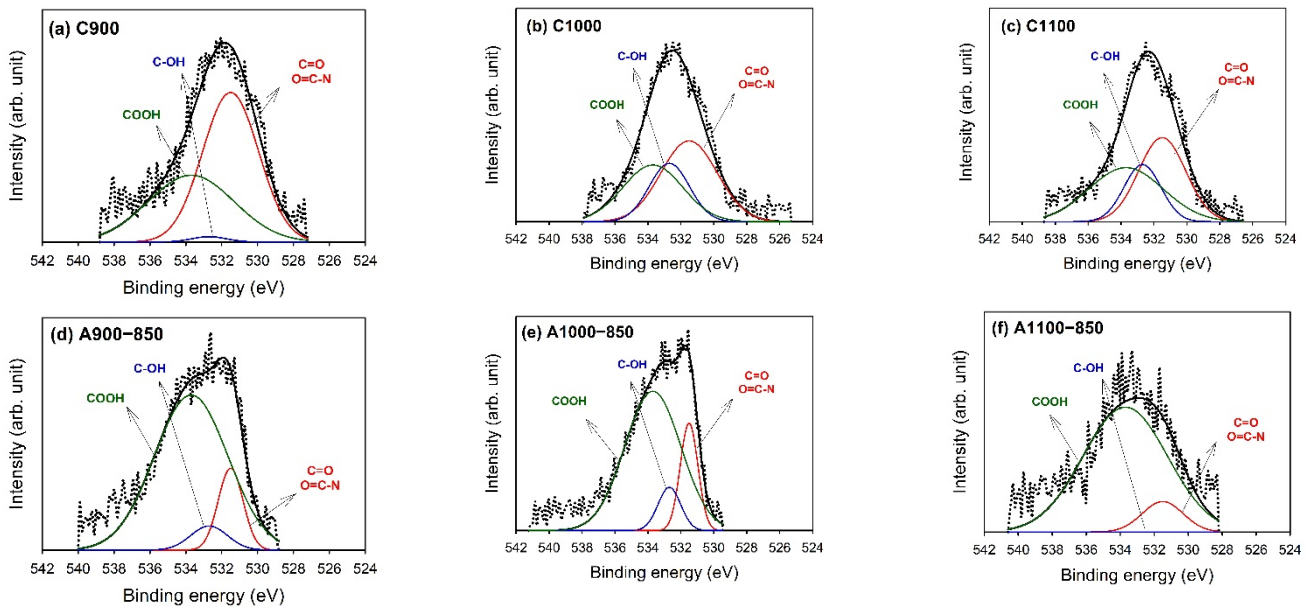 (a) C900
C-OH
C=O
O=C-N
COOH
Intensity (arb. unit)
542 540 538 536 534 532 530 528 526 524
Binding energy (eV)
(b) C1000
C-OH
C=O
O=C-N
COOH
Intensity (arb. unit)
542 540 538 536 534 532 530 528 526 524
Binding energy (eV)
(c) C1100
C-OH
C=O
O=C-N
COOH
Intensity (arb. unit)
542 540 538 536 534 532 530 528 526 524
Binding energy (eV)
(d) A900−850
C-OH
COOH
C=O
O=C-N
Intensity (arb. unit)
542 540 538 536 534 532 530 528 526 524
Binding energy (eV)
(e) A1000−850
C-OH
C=O
O=C-N
COOH
Intensity (arb. unit)
542 540 538 536 534 532 530 528 526 524
Binding energy (eV)
(f) A1100−850
C-OH
COOH
C=O
O=C-N
Intensity (arb. unit)
540 538 536 534 532 530 528 526 524
Binding energy (eV)